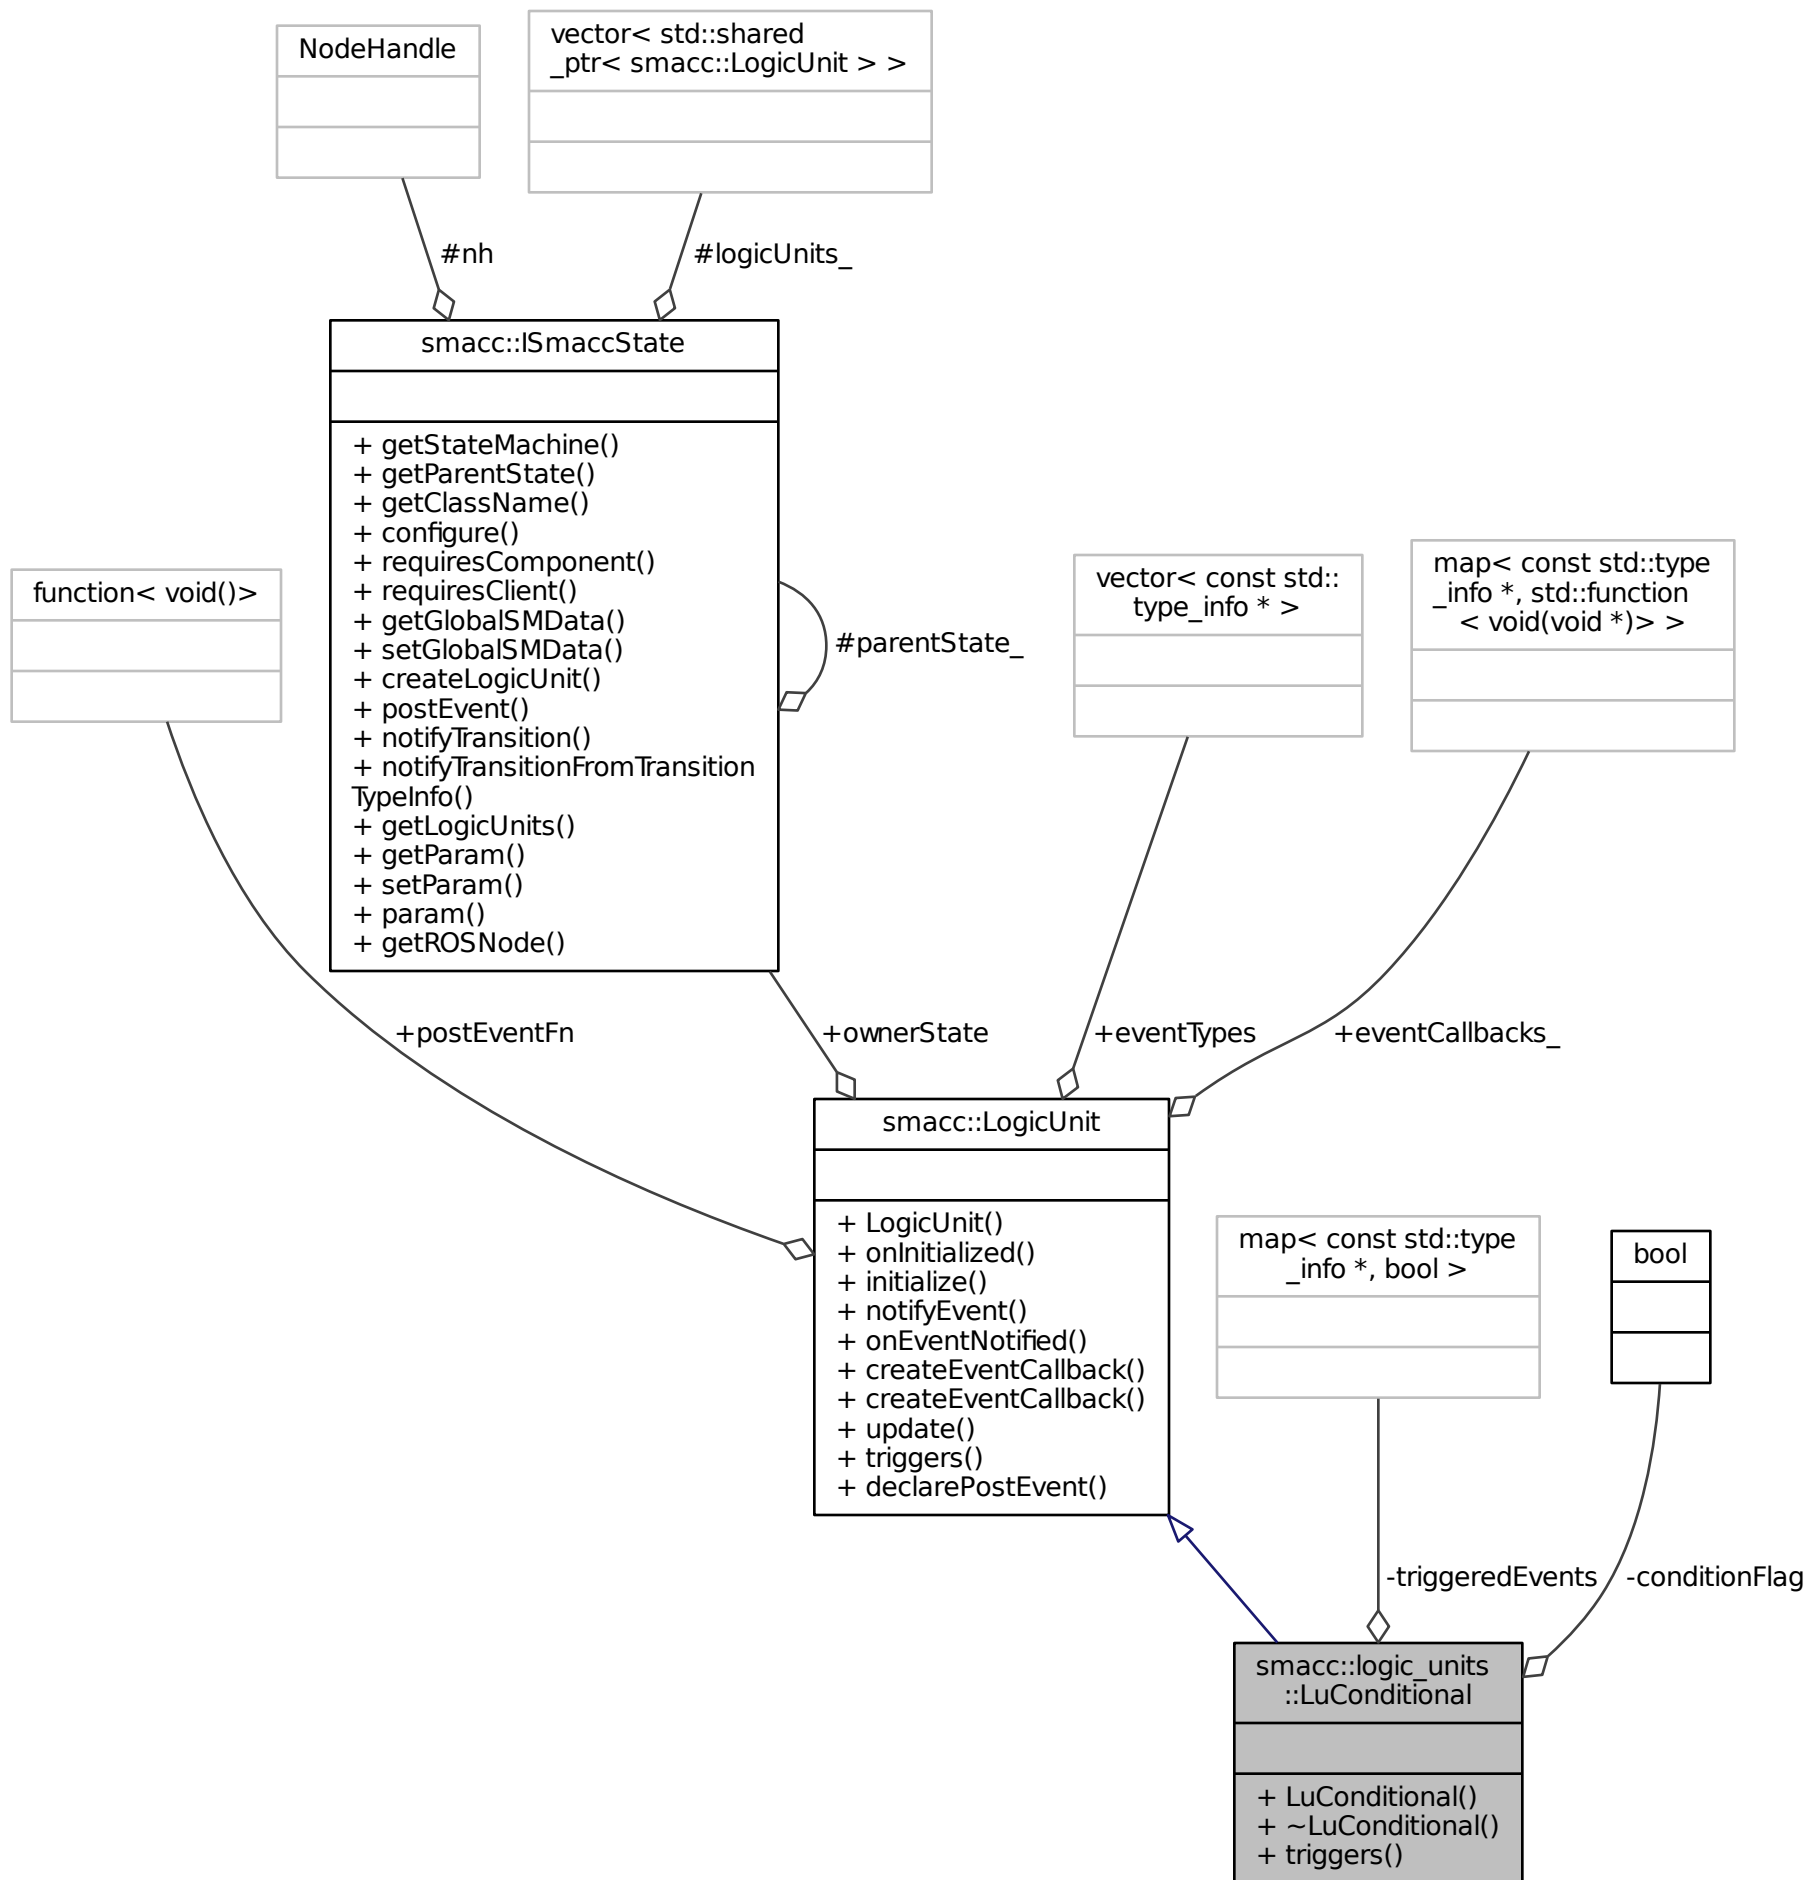 NodeHandle
vector< std::shared
_ptr< smacc::LogicUnit > >
#nh
#logicUnits_
smacc::ISmaccState
+ getStateMachine()
+ getParentState()
+ getClassName()
+ configure()
+ requiresComponent()
+ requiresClient()
+ getGlobalSMData()
+ setGlobalSMData()
+ createLogicUnit()
+ postEvent()
+ notifyTransition()
+ notifyTransitionFromTransition
TypeInfo()
+ getLogicUnits()
+ getParam()
+ setParam()
+ param()
+ getROSNode()
#parentState_
function< void()>
vector< const std::
type_info * >
map< const std::type
_info *, std::function
< void(void *)> >
+postEventFn
+ownerState
+eventTypes
+eventCallbacks_
smacc::LogicUnit
+ LogicUnit()
+ onInitialized()
+ initialize()
+ notifyEvent()
+ onEventNotified()
+ createEventCallback()
+ createEventCallback()
+ update()
+ triggers()
+ declarePostEvent()
map< const std::type
_info *, bool >
bool
-triggeredEvents
-conditionFlag
smacc::logic_units
::LuConditional
+ LuConditional()
+ ~LuConditional()
+ triggers()